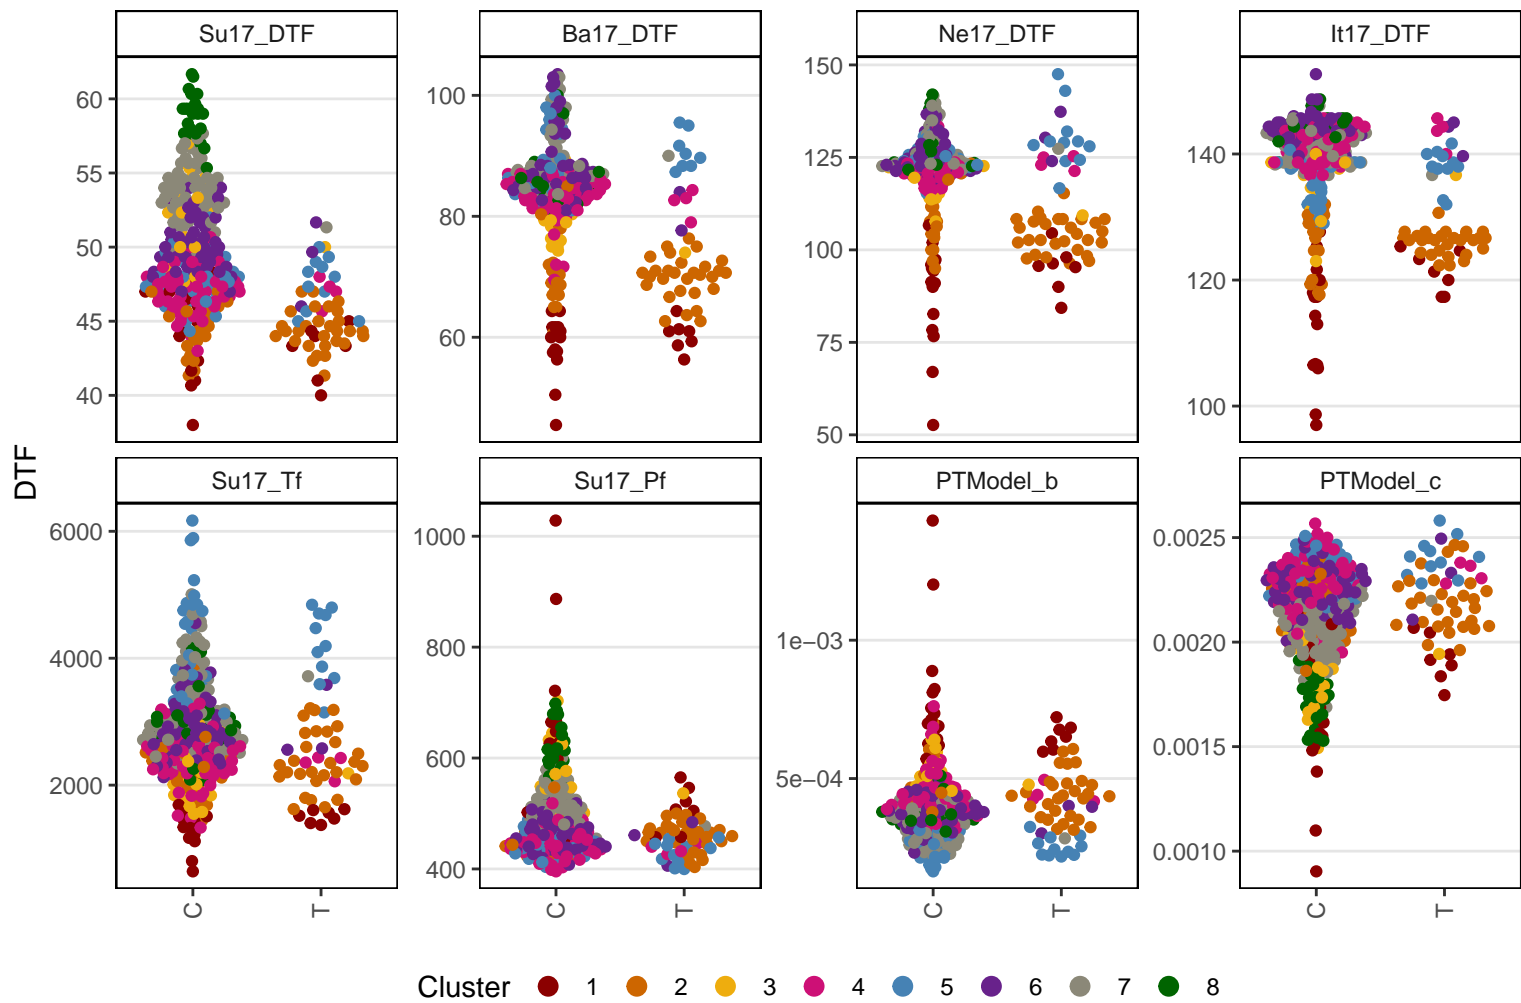 Su17_DTF
Ba17_DTF
Ne17_DTF
It17_DTF
60
55
50
45
40
100
80
60
150
125
100
75
50
140
120
100
DTF
Su17_Tf
Su17_Pf
PTModel_b
PTModel_c
6000
4000
2000
1000
800
600
400
1e−03
5e−04
0.0025
0.0020
0.0015
0.0010
C
T
C
T
C
T
C
T
Cluster 1 2 3 4 5 6 7 8